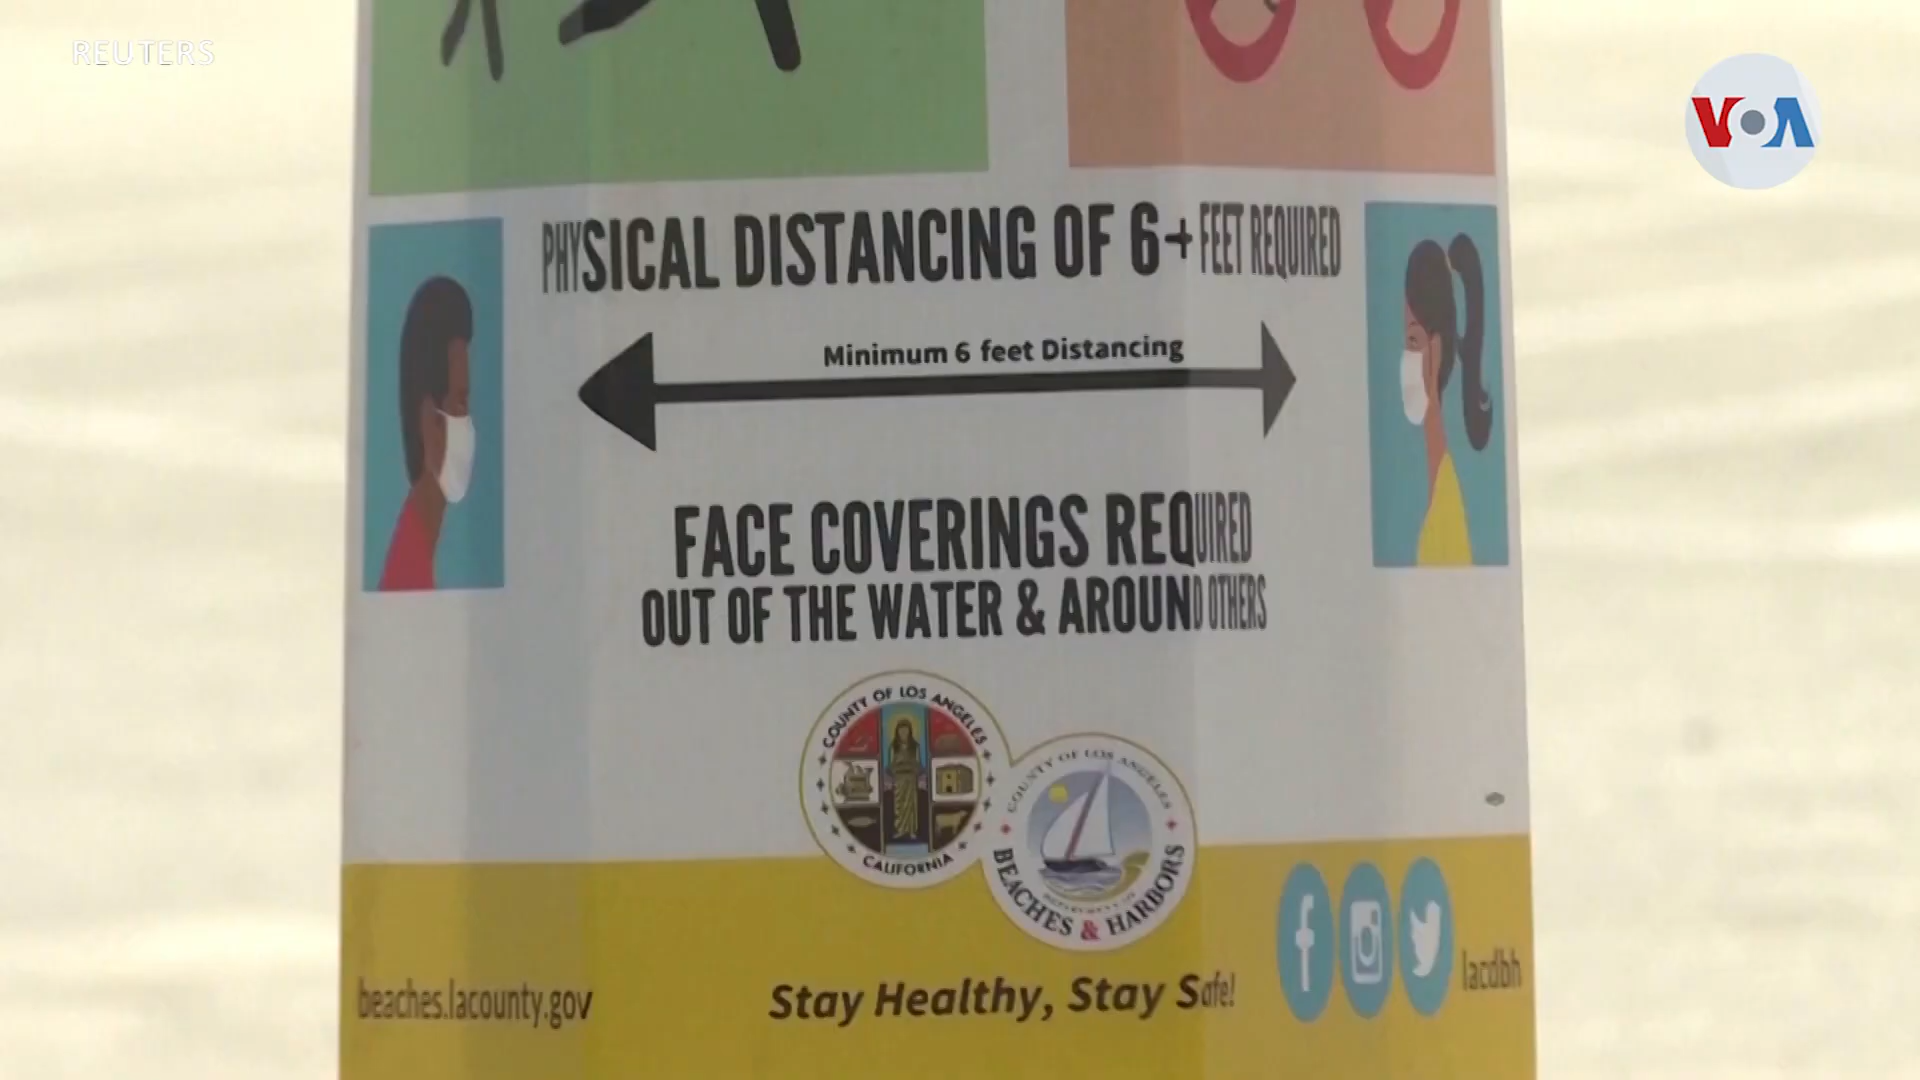 REUTERS
VOA
PHYSICAL DISTANCING OF 6+ FEET REQUIRED
Minimum 6 feet Distancing
FACE COVERINGS REQUIRED
OUT OF THE WATER & AROUND OTHERS
COUNTY OF LOS ANGELES
CALIFORNIA
COUNTY OF LOS ANGELES
BEACHES & HARBORS
beaches.lacounty.gov
Stay Healthy, Stay Safe!
lacdbh